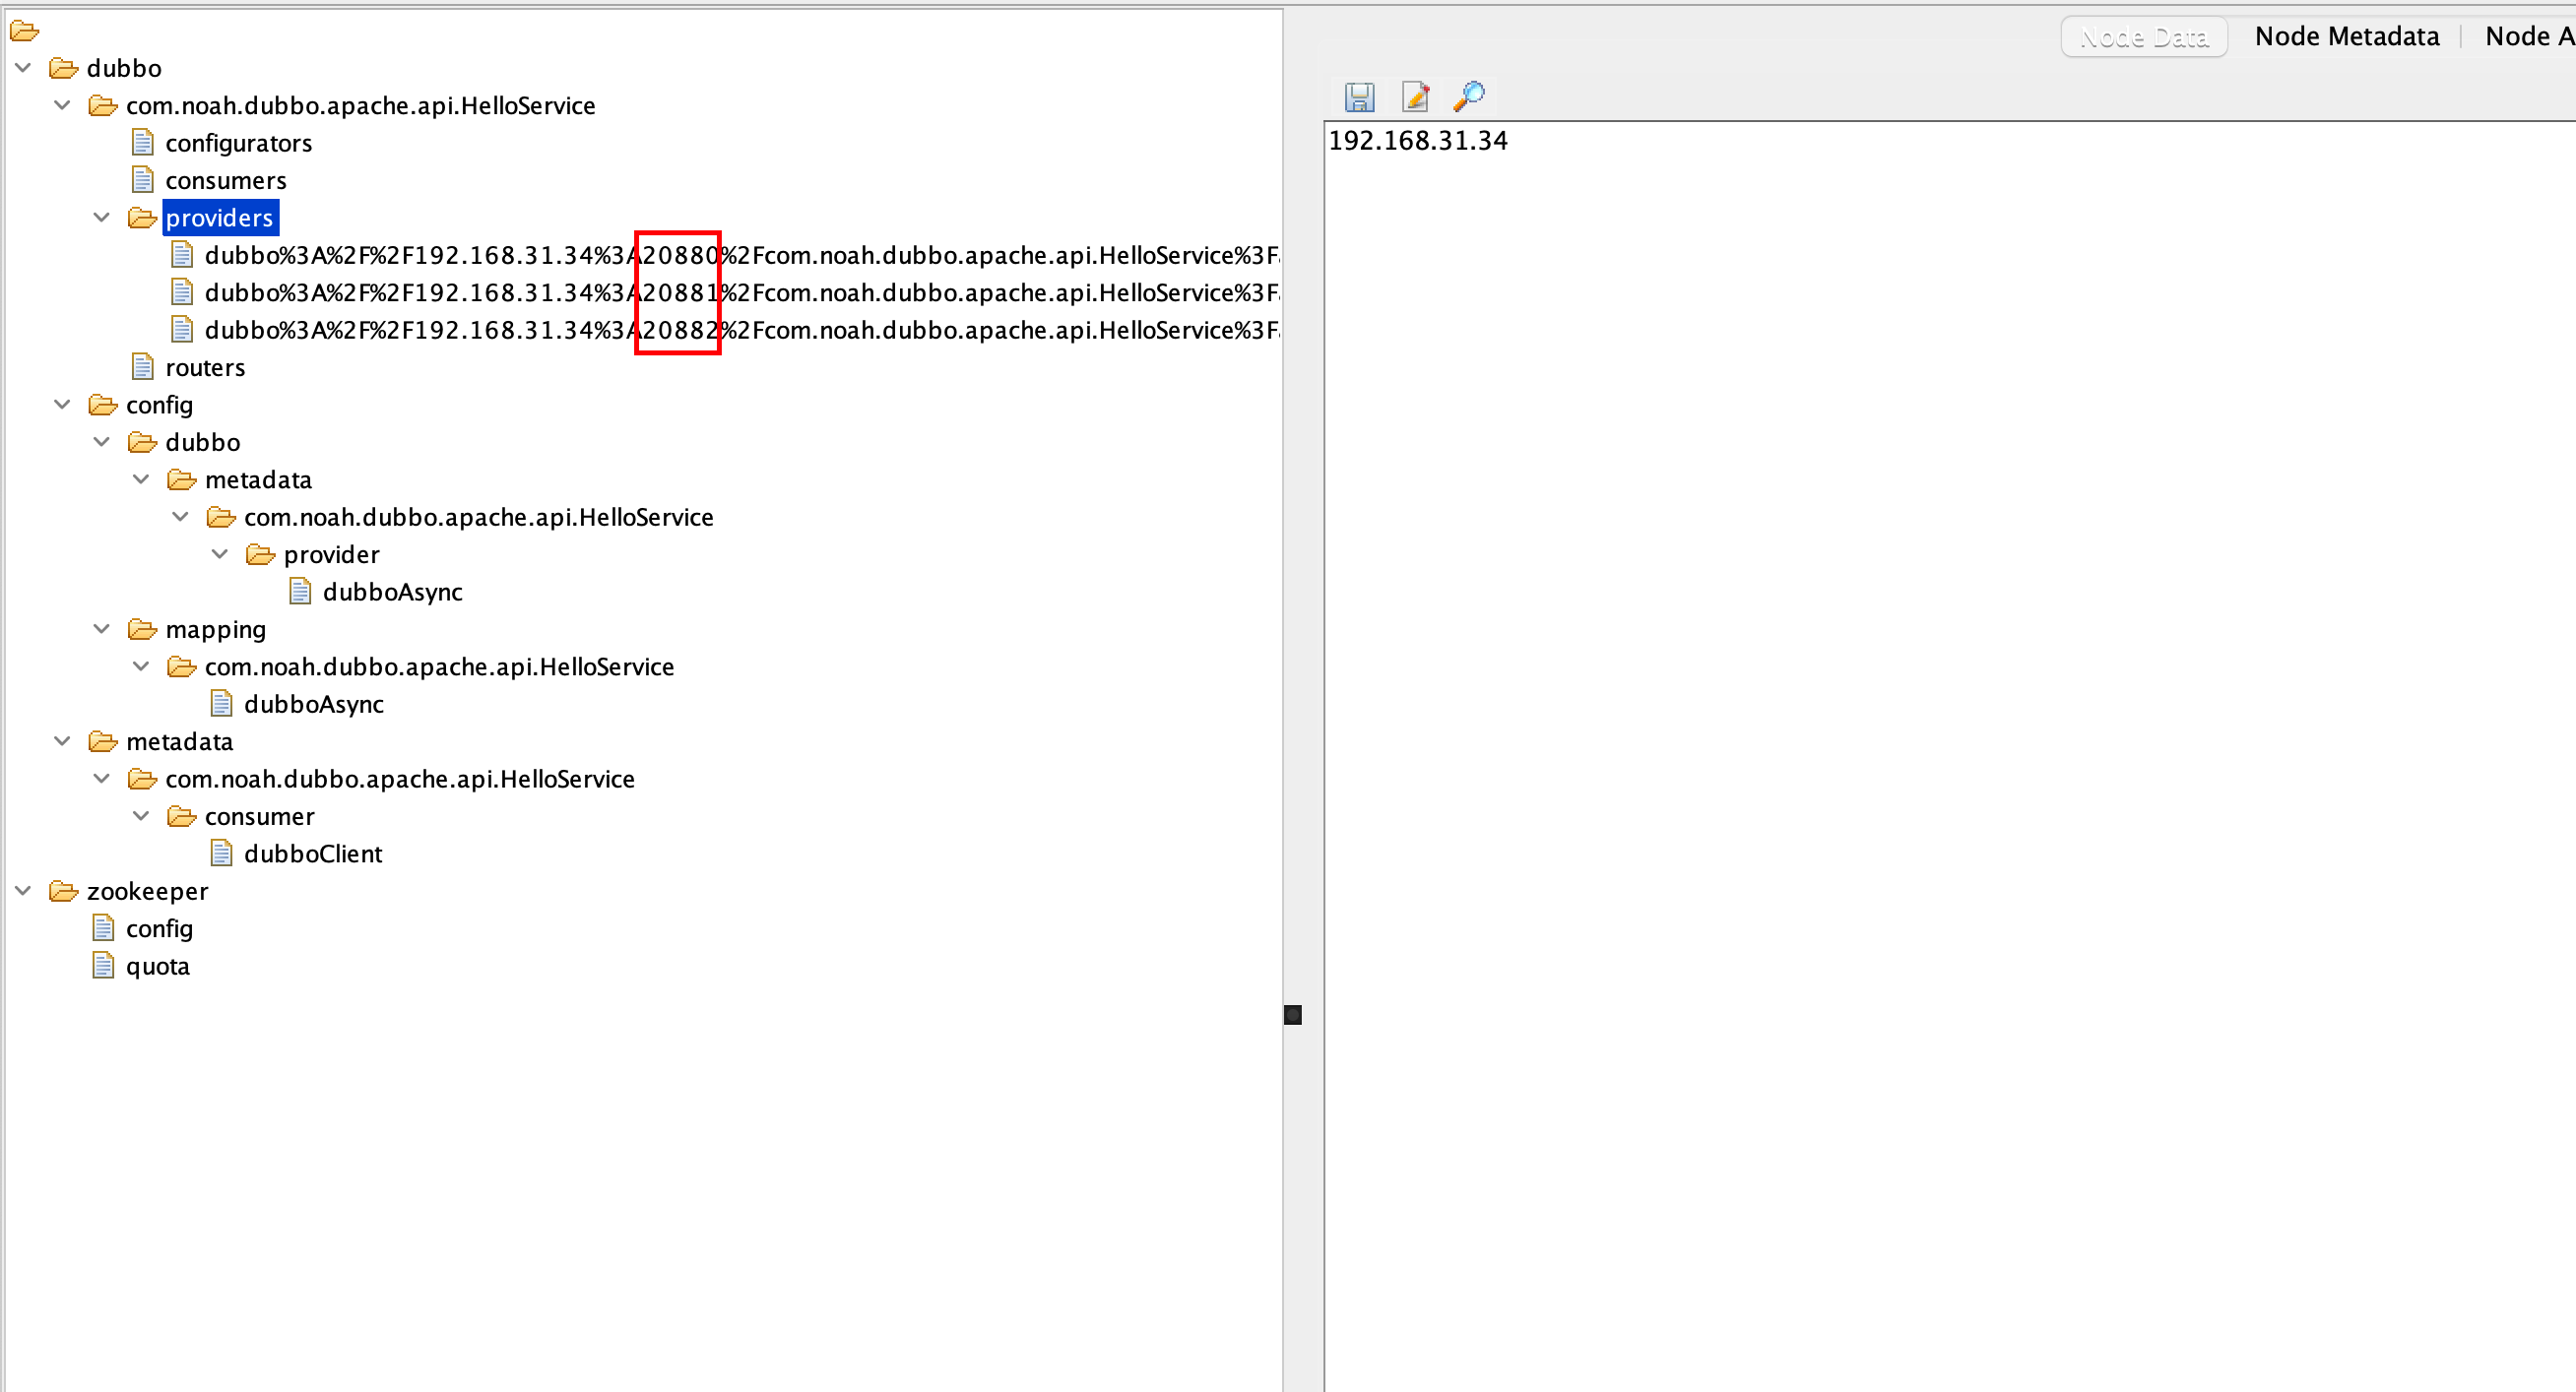 dubbo
com.noah.dubbo.apache.api.HelloService
configurators
consumers
providers
dubbo%3A%2F%2F192.168.31.34%3A20880%2Fcom.noah.dubbo.apache.api.HelloService%3F
dubbo%3A%2F%2F192.168.31.34%3A20881%2Fcom.noah.dubbo.apache.api.HelloService%3F
dubbo%3A%2F%2F192.168.31.34%3A20882%2Fcom.noah.dubbo.apache.api.HelloService%3F
routers
config
dubbo
metadata
com.noah.dubbo.apache.api.HelloService
provider
dubboAsync
mapping
com.noah.dubbo.apache.api.HelloService
dubboAsync
metadata
com.noah.dubbo.apache.api.HelloService
consumer
dubboClient
zookeeper
config
quota
Node Data Node Metadata Node A
192.168.31.34